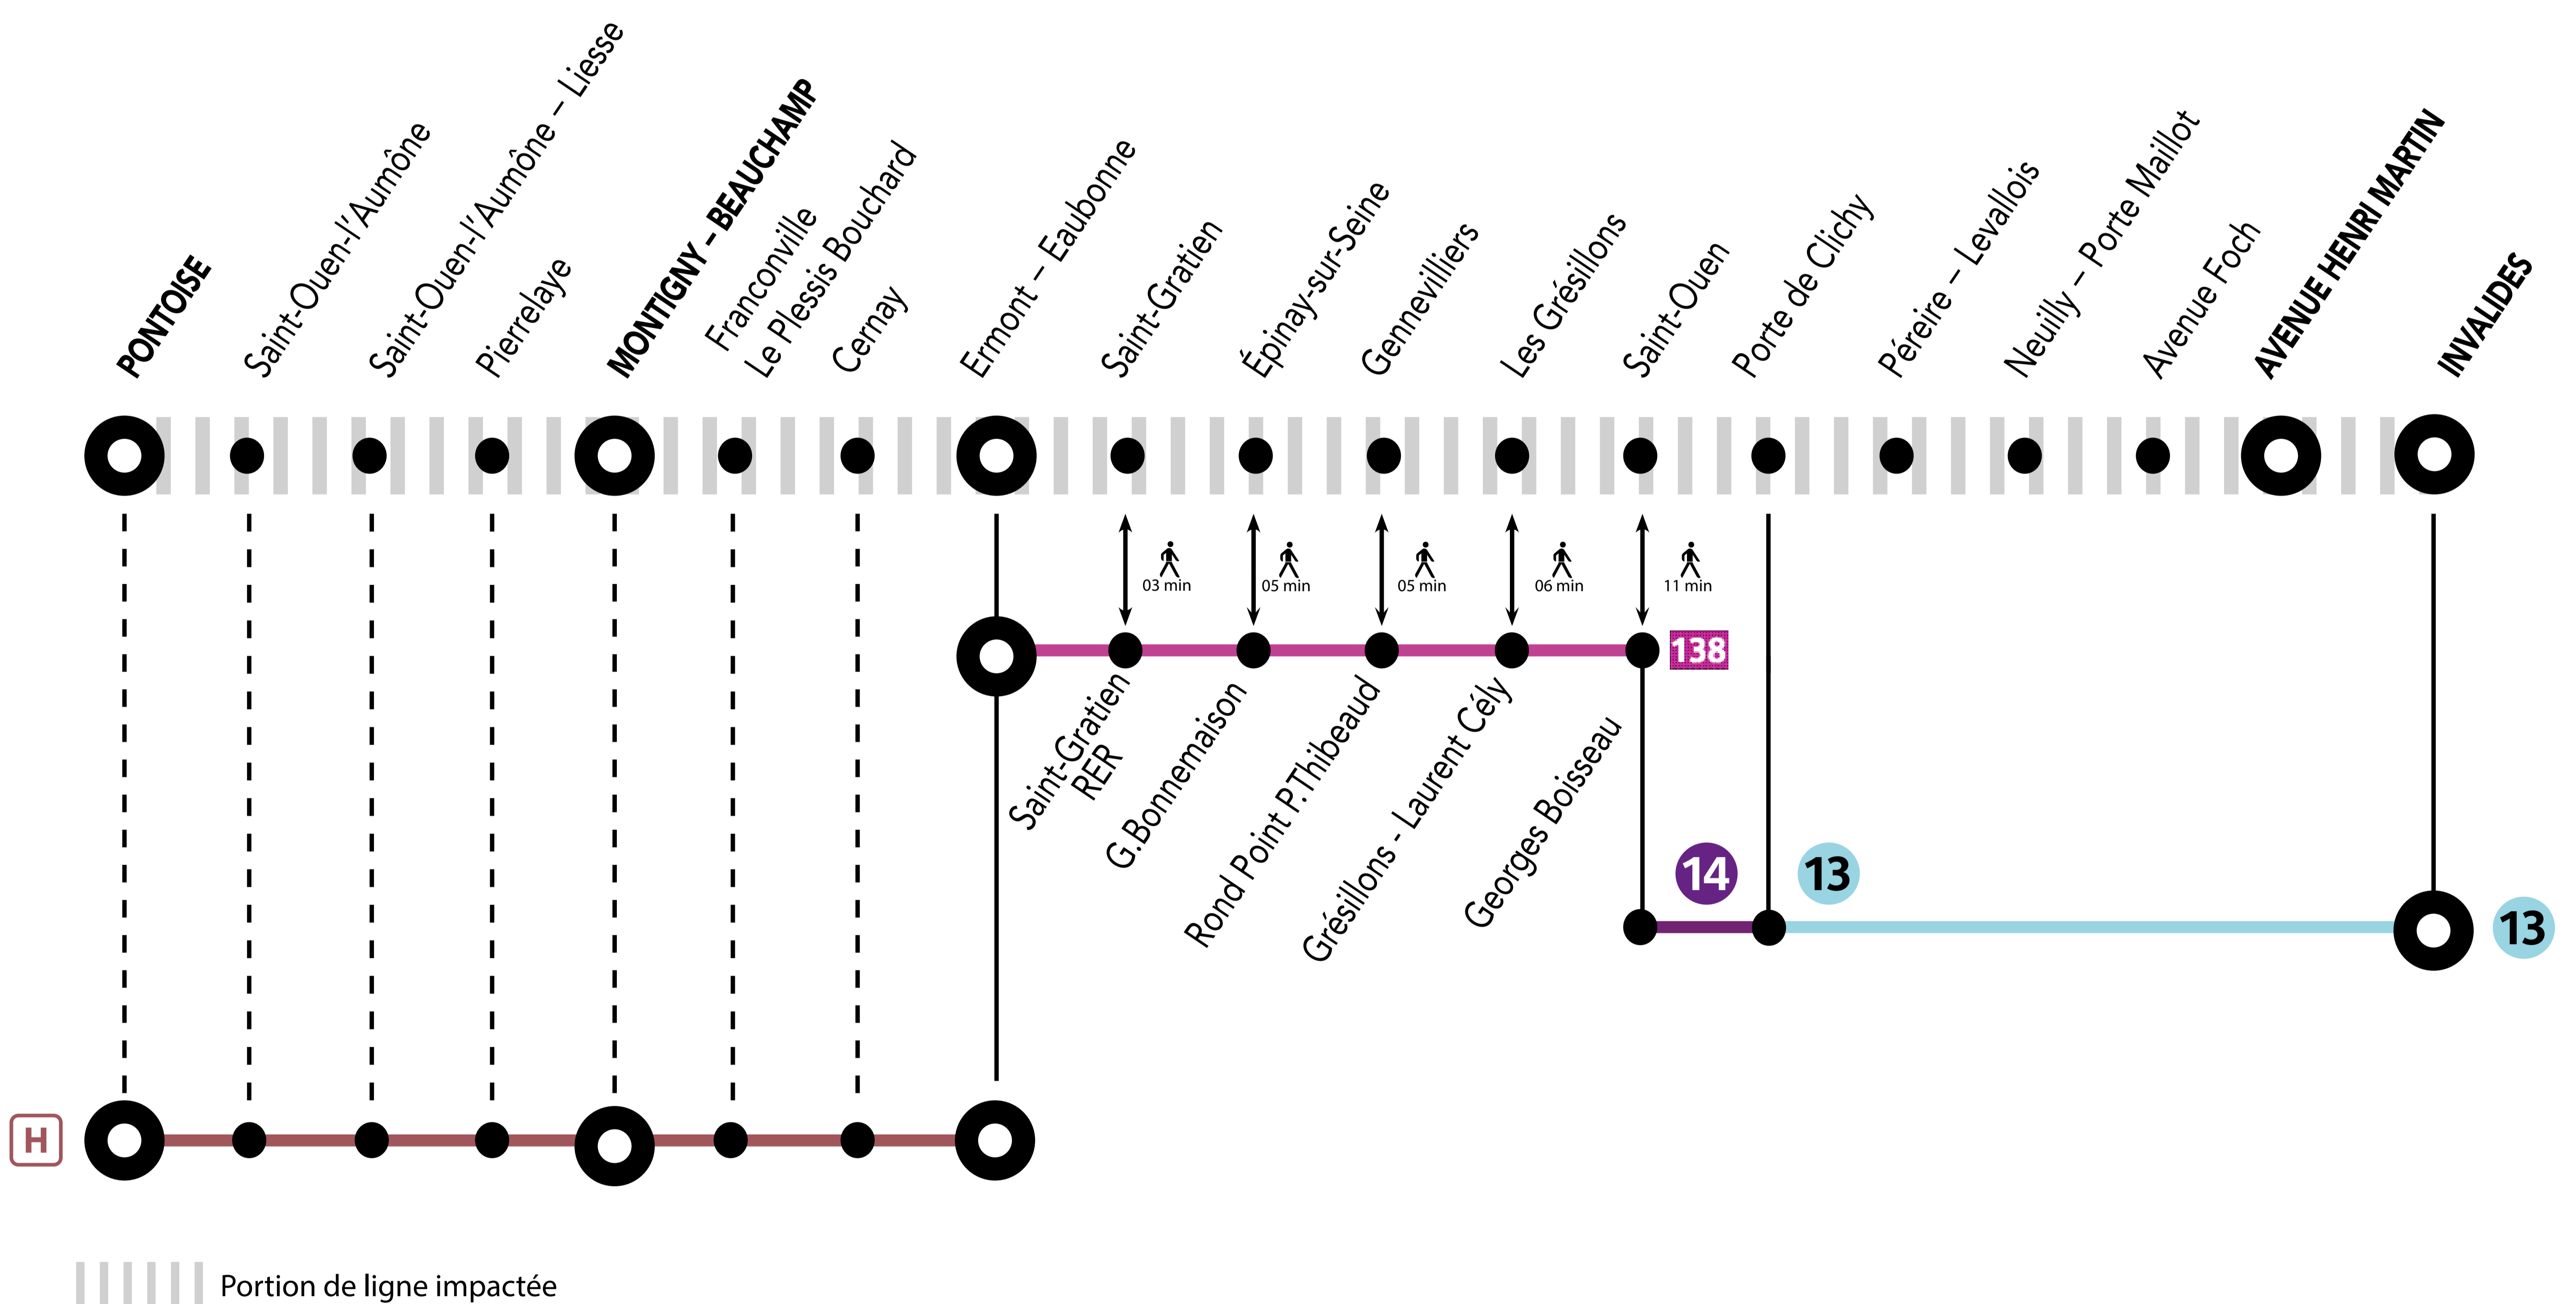 PONTOISE
Saint-Ouen-l'Aumône
Saint-Ouen-l'Aumône – Liesse
Pierrelaye
MONTIGNY – BEAUCHAMP
Franconville
Le Plessis Bouchard
Cernay
Ermont – Eaubonne
Saint-Gratien
Épinay-sur-Seine
Gennevilliers
Les Grésillons
Saint-Ouen
Porte de Clichy
Péreire – Levallois
Neuilly – Porte Maillot
Avenue Foch
AVENUE HENRI MARTIN
INVALIDES
03 min
05 min
05 min
06 min
11 min
138
Saint-Gratien
RER
G.Bonnemaison
Rond Point P.Thibeaud
Grésillons - Laurent Cély
Georges Boisseau
14
13
13
H
Portion de ligne impactée